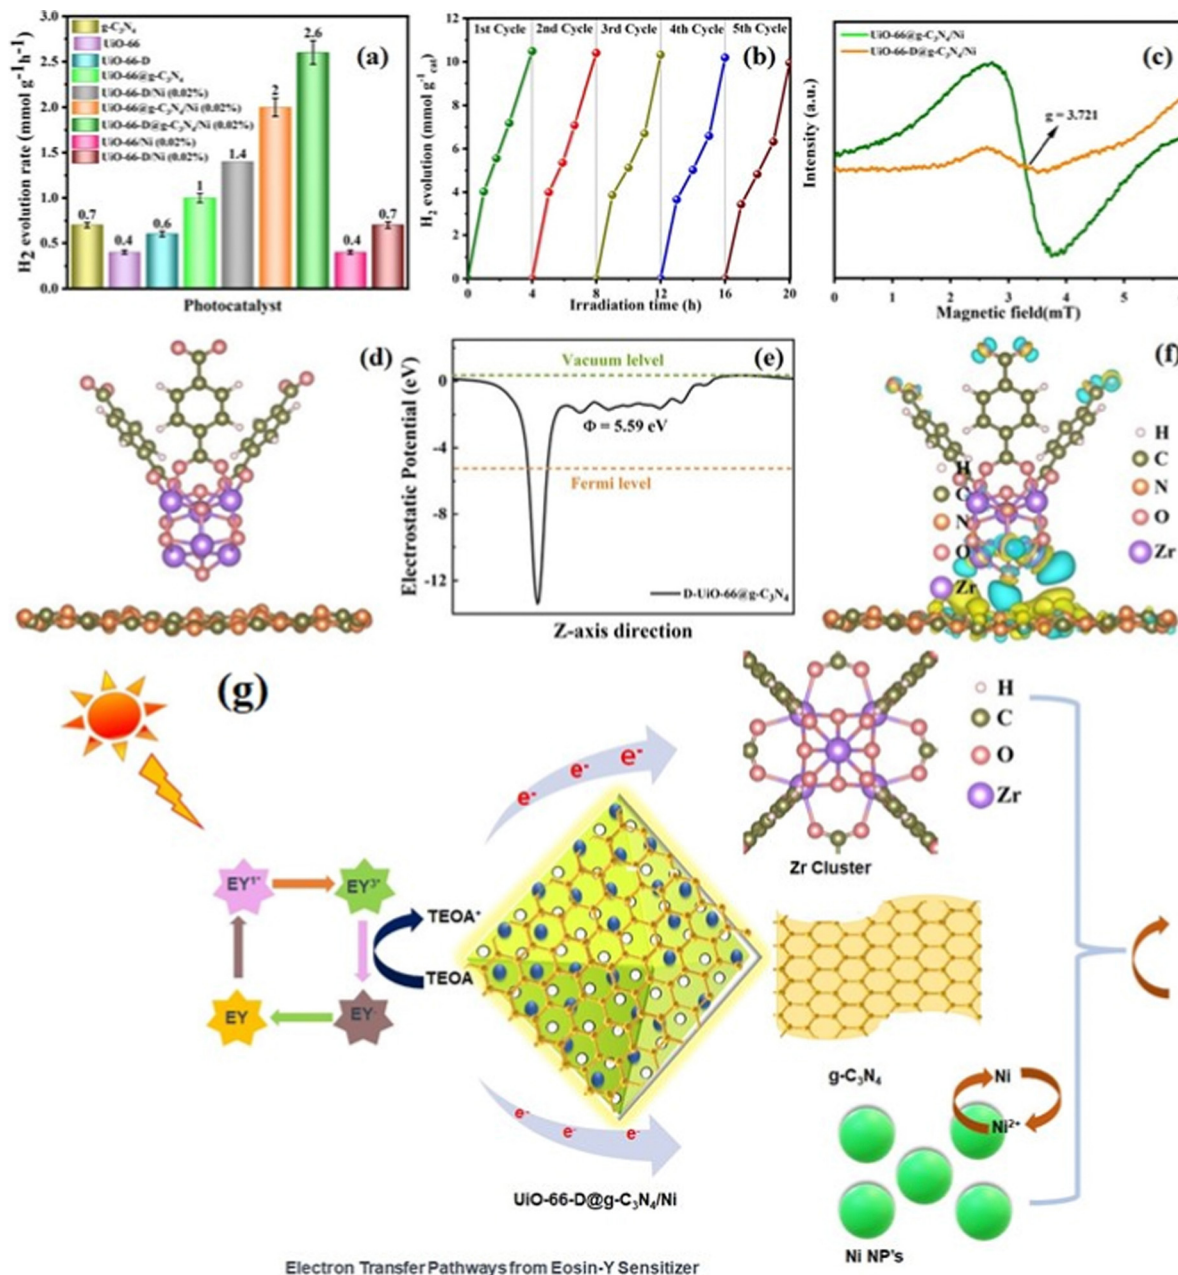 (a)
g-C₃N₄
UiO-66
UiO-66-D
UiO-66@g-C₃N₄
UiO-66-D/Ni (0.02%)
UiO-66@g-C₃N₄/Ni (0.02%)
UiO-66-D@g-C₃N₄/Ni (0.02%)
UiO-66/Ni (0.02%)
UiO-66-D/Ni (0.02%)
H2 evolution rate (mmol g⁻¹h⁻¹)
3.0
2.5
2.0
1.5
1.0
0.5
0.0
0.7
0.4
0.6
1
1.4
2
2.6
0.4
0.7
Photocatalyst
(b)
1st Cycle 2nd Cycle 3rd Cycle 4th Cycle 5th Cycle
H₂ evolution (mmol g⁻¹cat)
12
10
8
6
4
2
0
0 4 8 12 16 20
Irradiation time (h)
(c)
UiO-66@g-C₃N₄/Ni
UiO-66-D@g-C₃N₄/Ni
g = 3.721
Intensity (a.u.)
0 1 2 3 4 5 6
Magnetic field(mT)
(d)
(e)
Vacuum lelvel
Φ = 5.59 eV
Fermi level
D-UiO-66@g-C₃N₄
Electrostatic Potential (eV)
0
-4
-8
-12
Z-axis direction
(f)
H
C
N
O
Zr
H
C
N
O
Zr
(g)
e-
e-
e-
H
C
O
Zr
Zr Cluster
EY¹*
EY³*
TEOA⁺
TEOA
EY
EY-
g-C₃N₄
Ni
Ni²⁺
e-
e-
e-
UiO-66-D@g-C₃N₄/Ni
Ni NP's
Electron Transfer Pathways from Eosin-Y Sensitizer